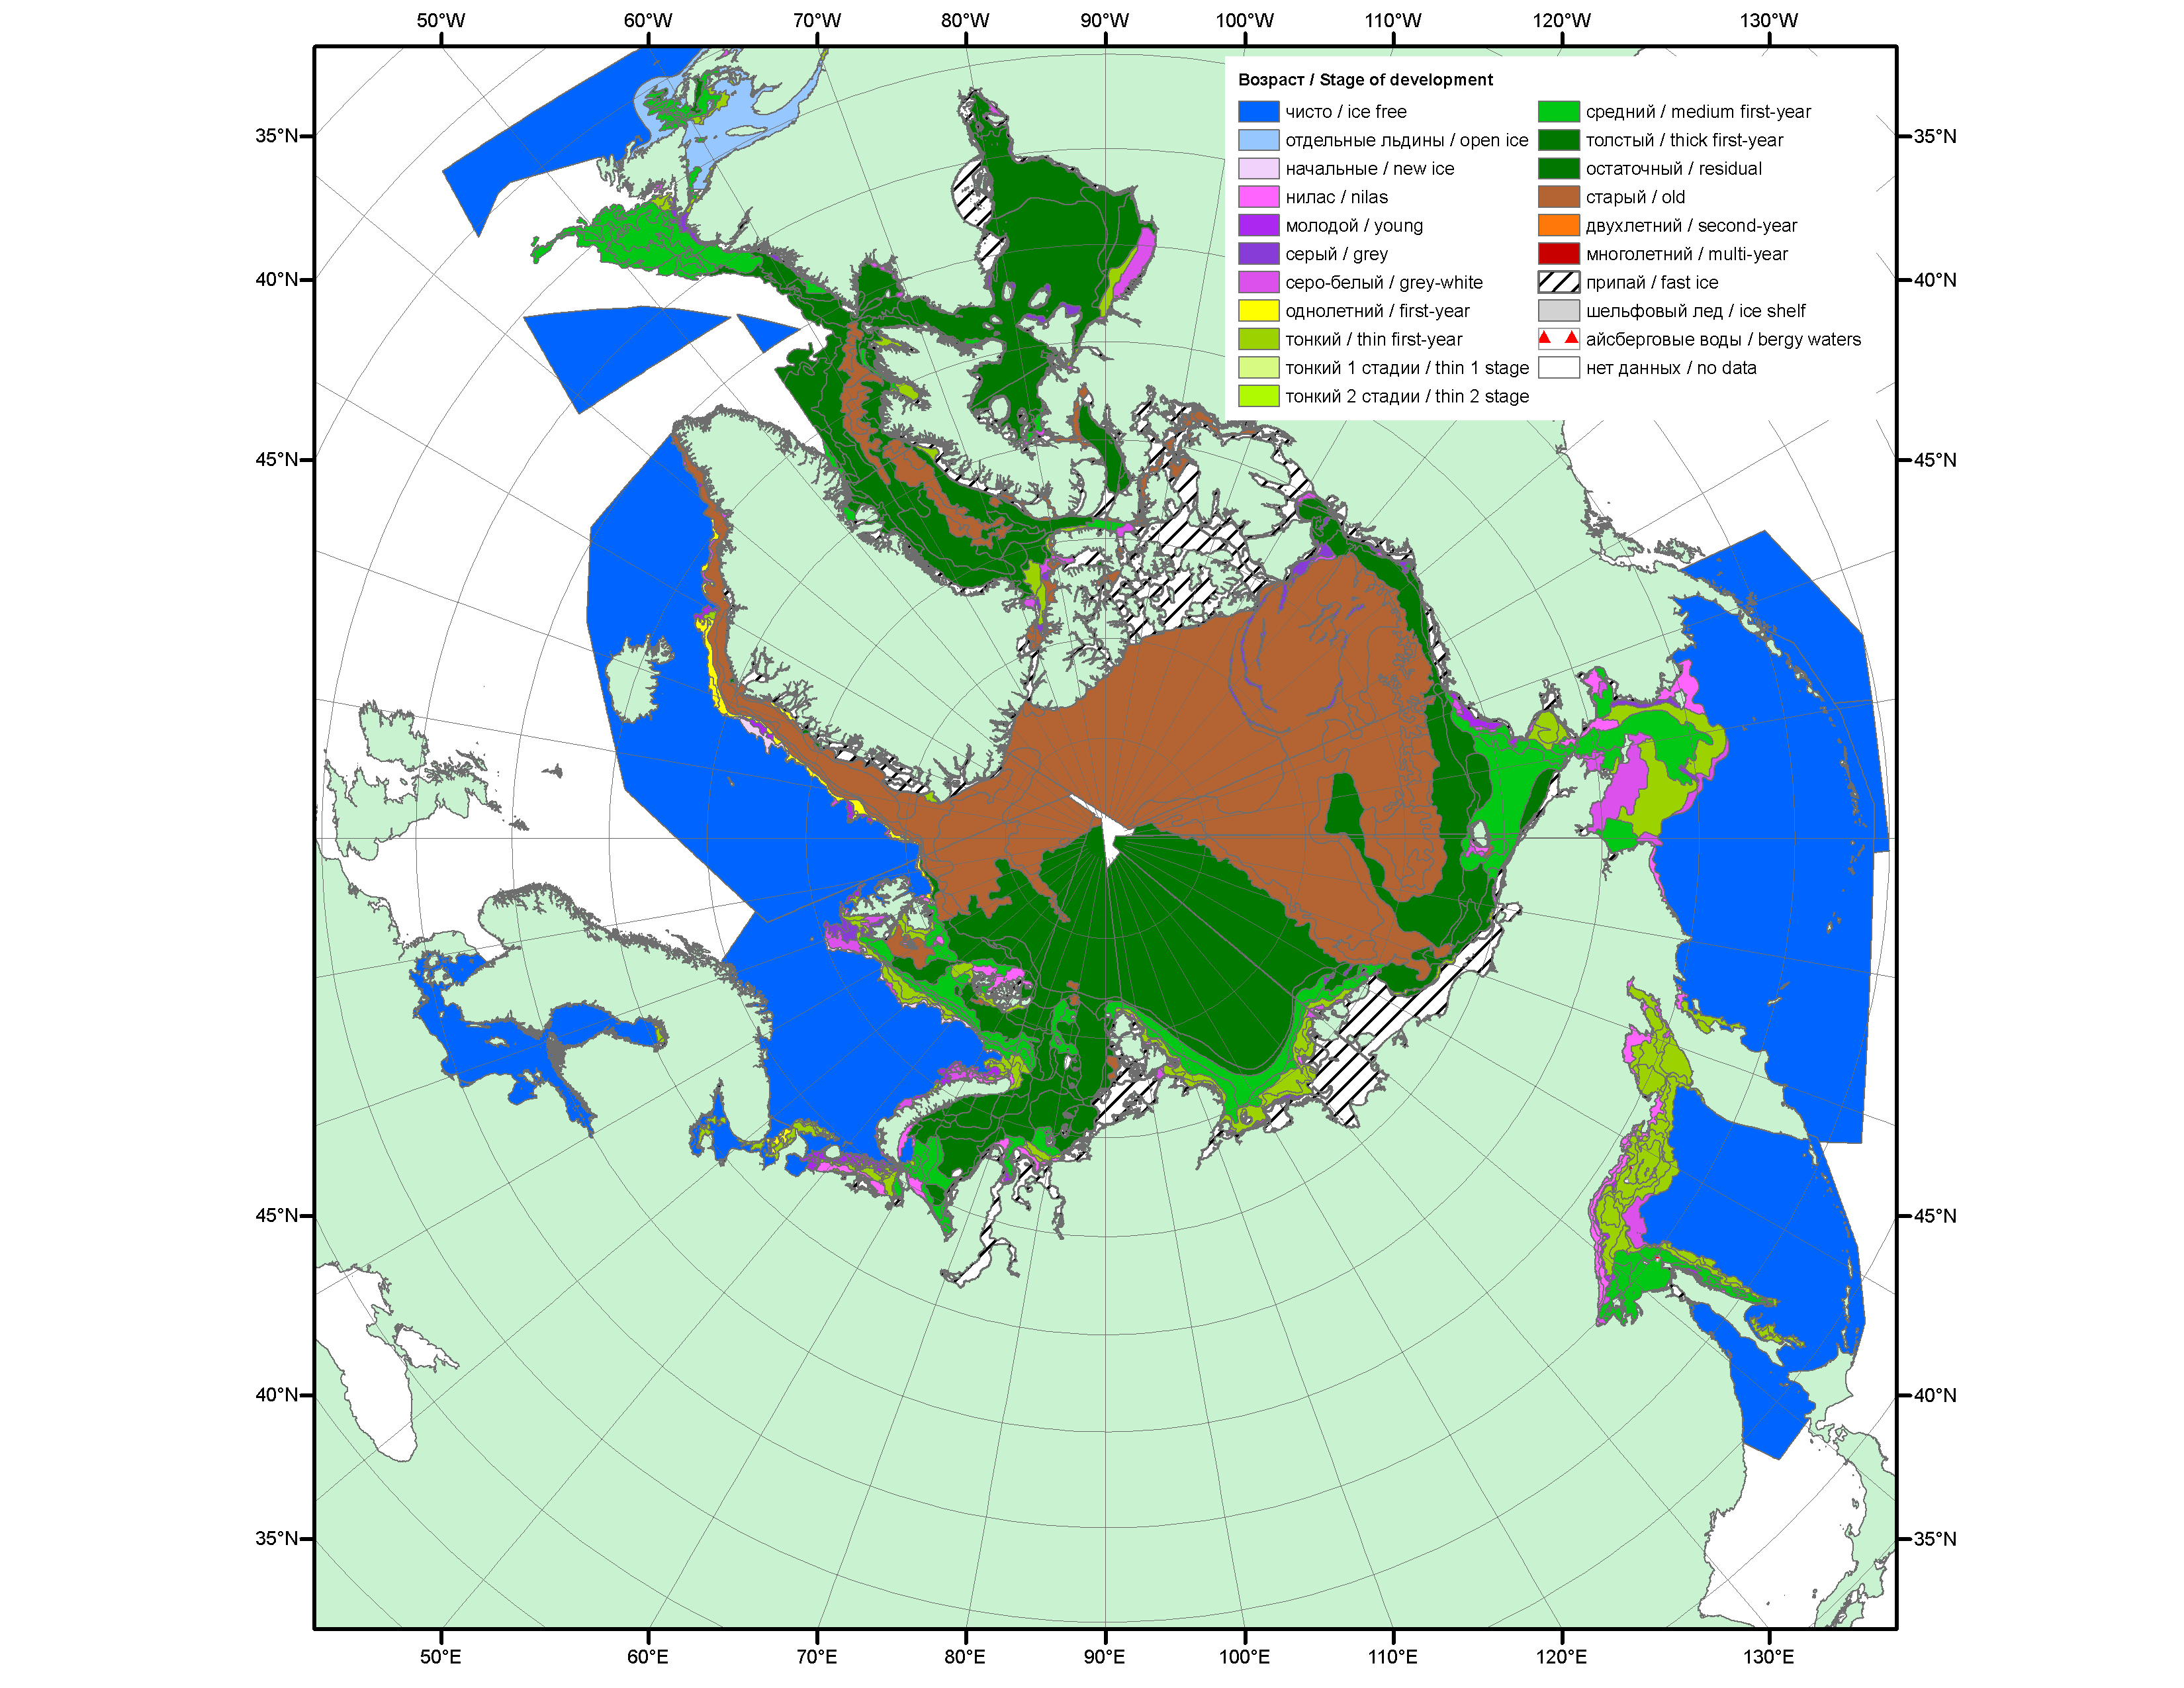 50°W 60°W 70°W 80°W 90°W 100°W 110°W 120°W 130°W
Возраст / Stage of development
чисто / ice free
отдельные льдины / open ice
начальные / new ice
нилас / nilas
молодой / young
серый / grey
серо-белый / grey-white
однолетний / first-year
тонкий / thin first-year
тонкий 1 стадии / thin 1 stage
тонкий 2 стадии / thin 2 stage
средний / medium first-year
толстый / thick first-year
остаточный / residual
старый / old
двухлетний / second-year
многолетний / multi-year
припай / fast ice
шельфовый лед / ice shelf
айсберговые воды / bergy waters
нет данных / no data
35°N 35°N
40°N 40°N
45°N 45°N
45°N 45°N
40°N 40°N
35°N 35°N
50°E 60°E 70°E 80°E 90°E 100°E 110°E 120°E 130°E